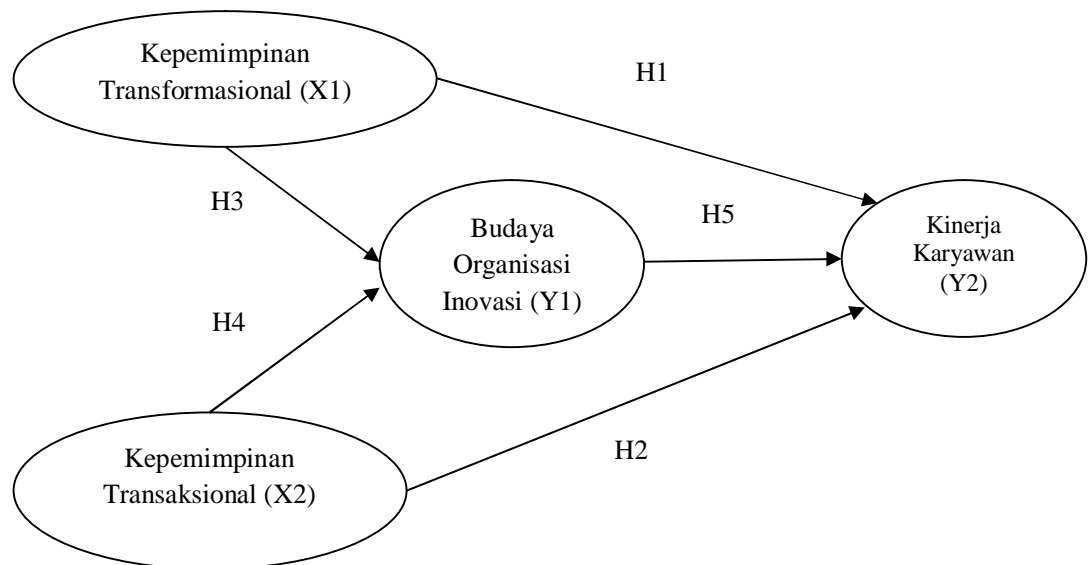 Kepemimpinan
Transformasional (X1)
H1
H3
Budaya
Organisasi
Inovasi (Y1)
H5
Kinerja
Karyawan
(Y2)
H4
Kepemimpinan
Transaksional (X2)
H2